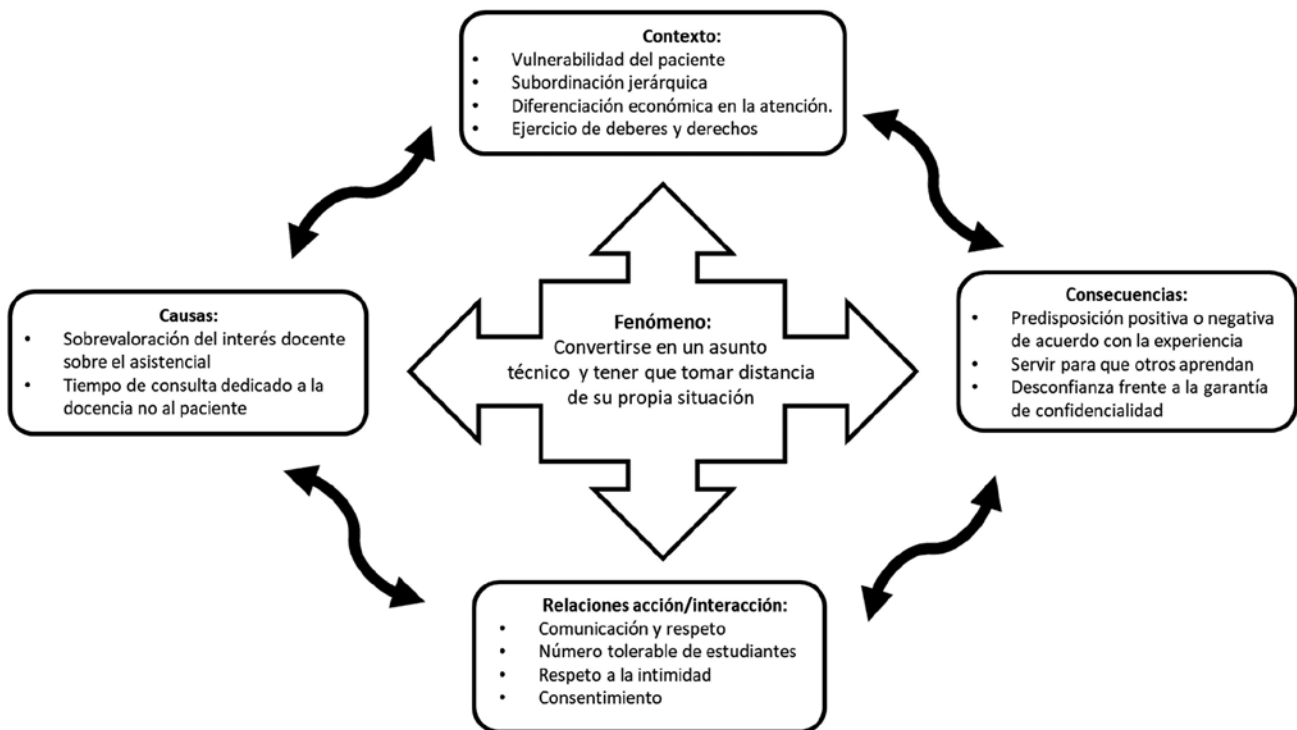 Contexto:
• Vulnerabilidad del paciente
• Subordinación jerárquica
• Diferenciación económica en la atención.
• Ejercicio de deberes y derechos
Causas:
• Sobrevaloración del interés docente
sobre el asistencial
• Tiempo de consulta dedicado a la
docencia no al paciente
Fenómeno:
Convertirse en un asunto
técnico y tener que tomar distancia
de su propia situación
Consecuencias:
• Predisposición positiva o negativa
de acuerdo con la experiencia
• Servir para que otros aprendan
• Desconfianza frente a la garantía
de confidencialidad
Relaciones acción/interacción:
• Comunicación y respeto
• Número tolerable de estudiantes
• Respeto a la intimidad
• Consentimiento